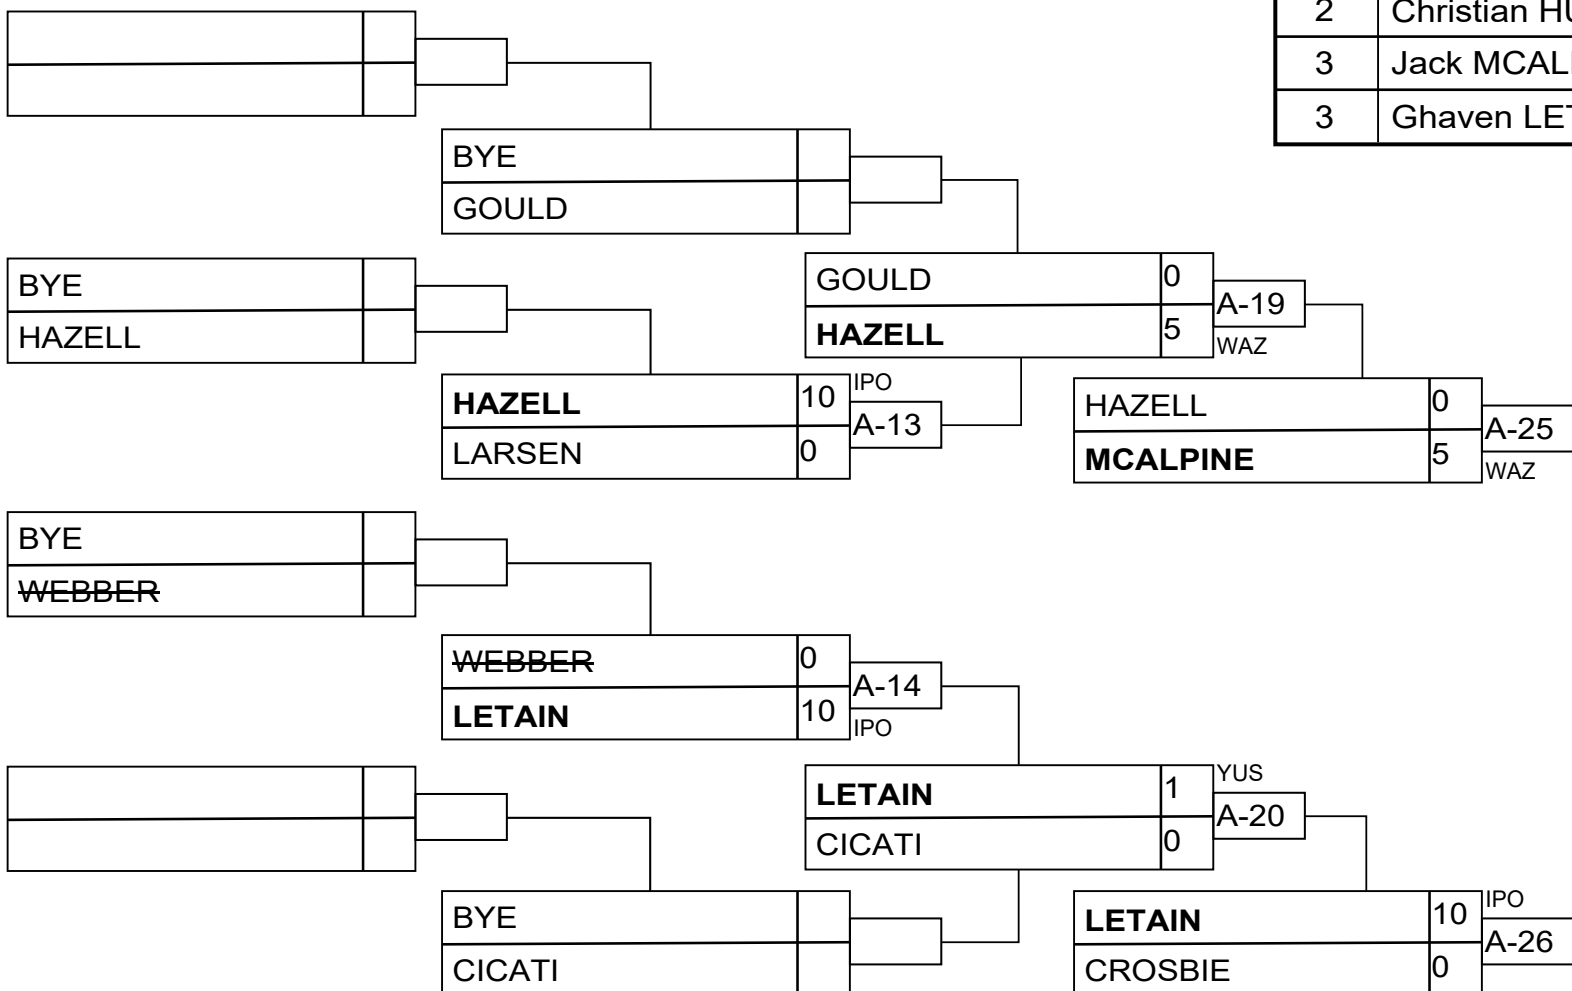 2 Christian HU
3 Jack MCAL
3 Ghaven LET
BYE
GOULD
BYE
HAZELL
GOULD 0
HAZELL 5
A-19
WAZ
HAZELL 10
LARSEN 0
IPO
A-13
HAZELL 0
MCALPINE 5
A-25
WAZ
BYE
WEBBER
WEBBER 0
LETAIN 10
A-14
IPO
LETAIN 1
CICATI 0
YUS
A-20
BYE
CICATI
LETAIN 10
CROSBIE 0
IPO
A-26